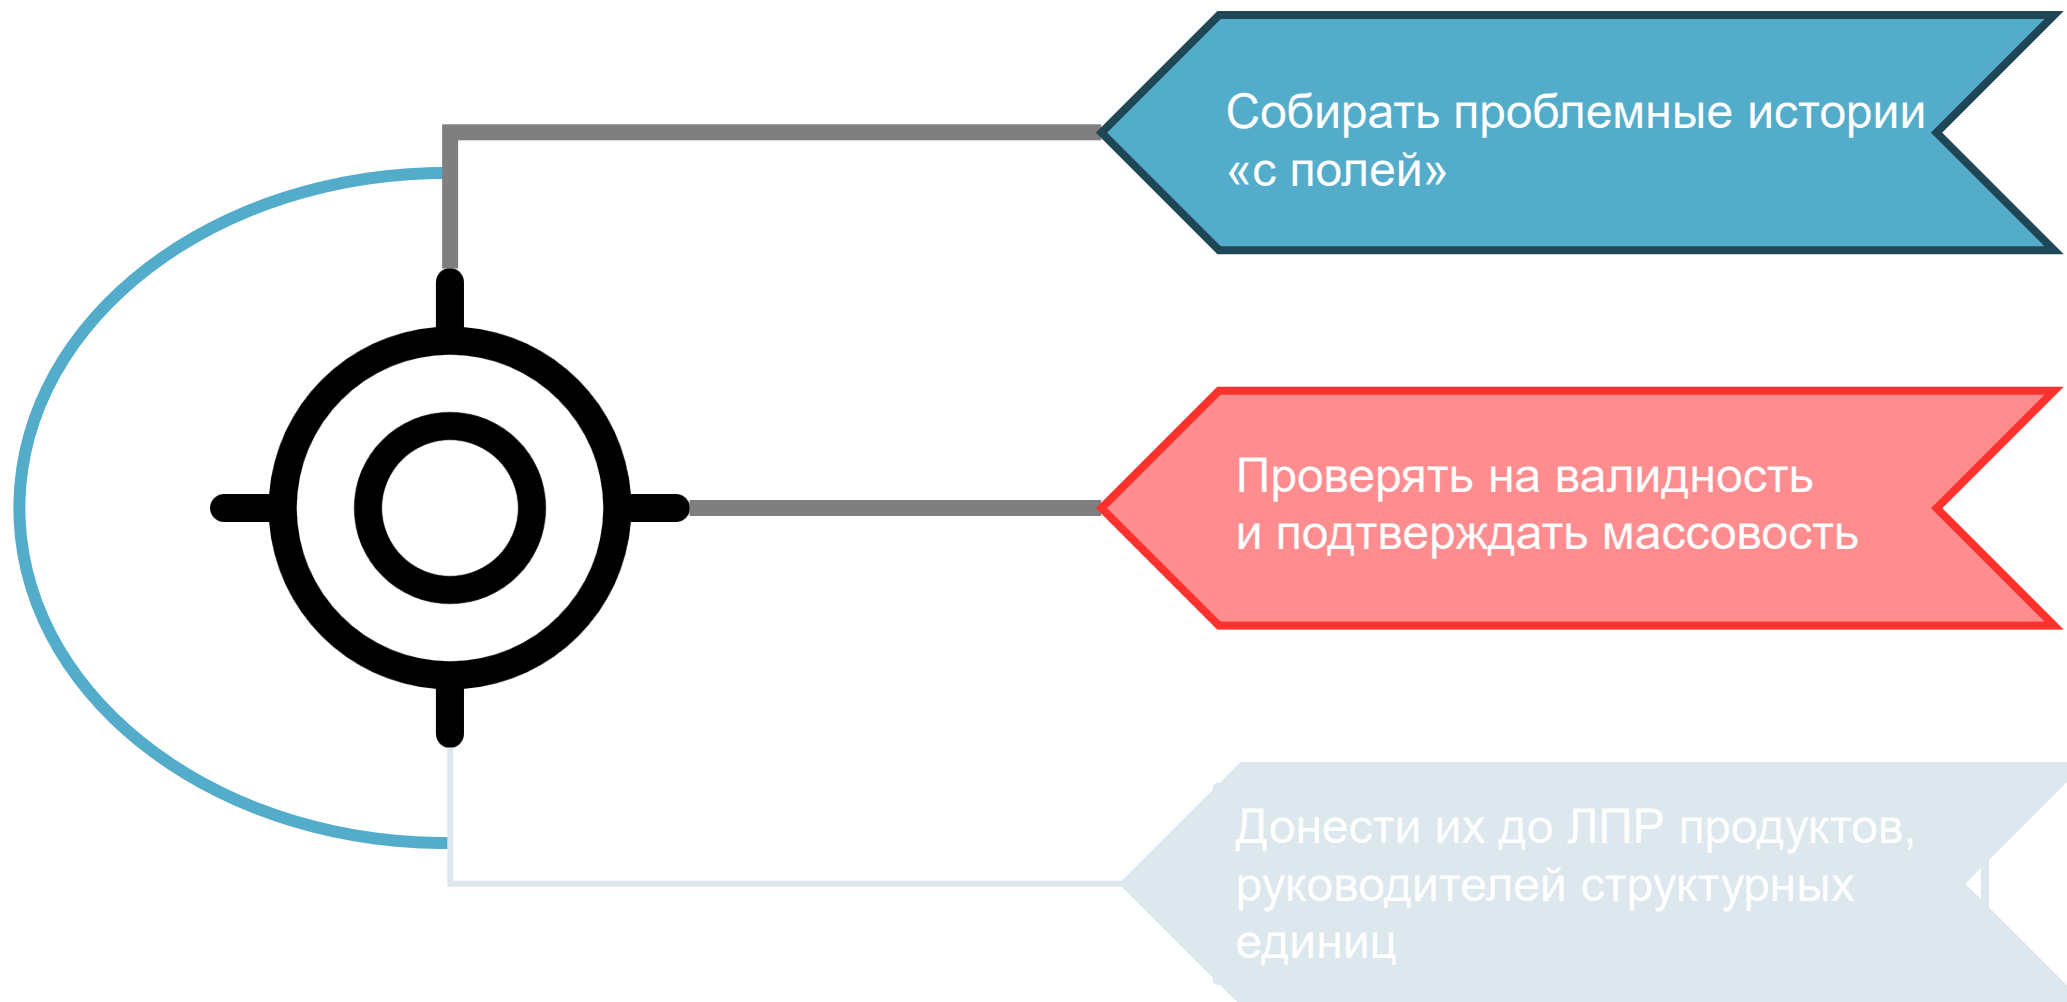 Собирать проблемные истории
«с полей»
Проверять на валидность
и подтверждать массовость
Донести их до ЛПР продуктов,
руководителей структурных
единиц